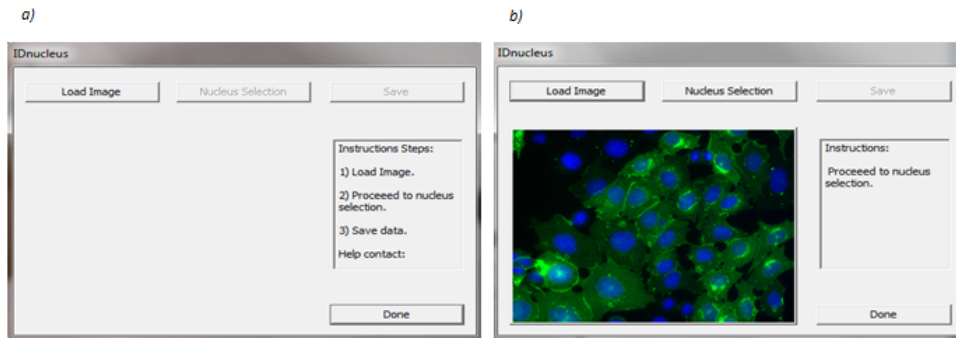 a)
IDnucleus
Load Image
Nucleus Selection
Save
Instructions Steps:
1) Load Image.
2) Proceeed to nucleus
selection.
3) Save data.
Help contact:
Done
b)
IDnucleus
Load Image
Nucleus Selection
Save
Instructions:
Proceeed to nucleus
selection.
Done